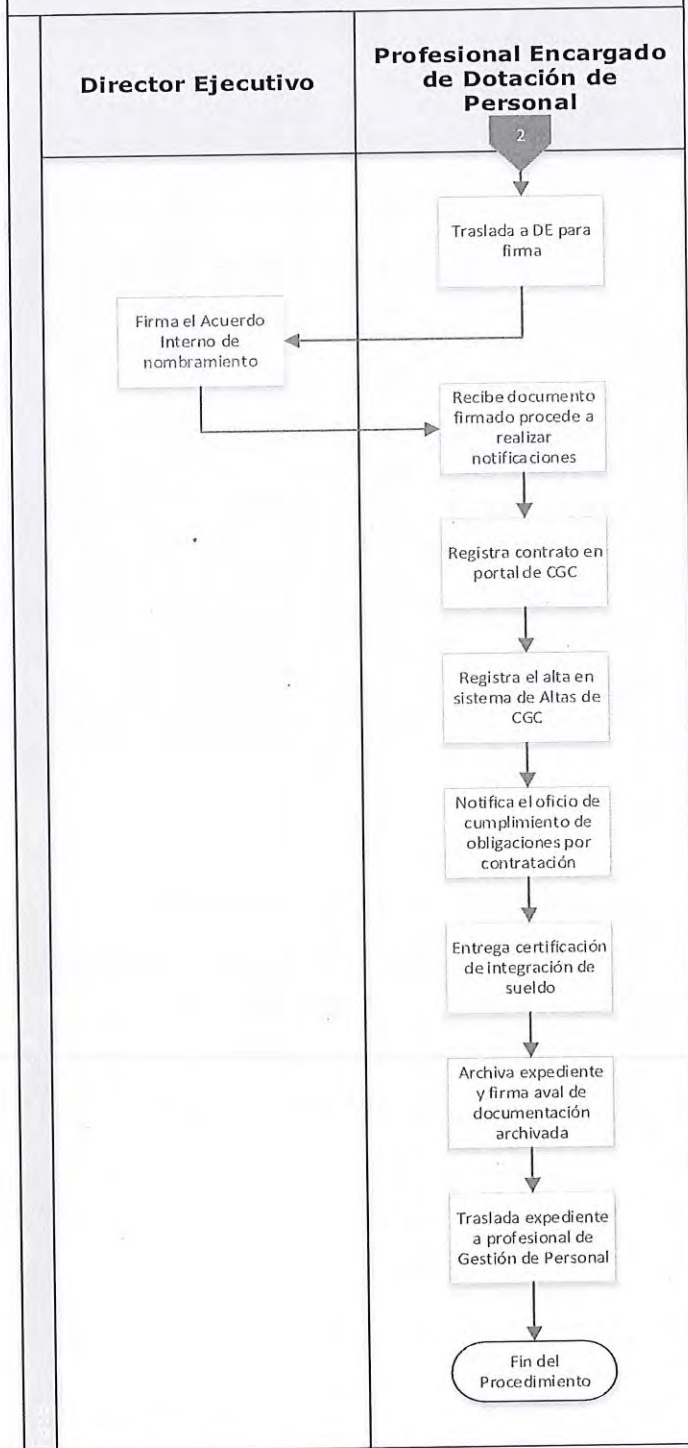 Director Ejecutivo
Profesional Encargado
de Dotación de
Personal
2
Traslada a DE para
firma
Firma el Acuerdo
Interno de
nombramiento
Recibe documento
firmado procede a
realizar
notificaciones
Registra contrato en
portal de CGC
Registra el alta en
sistema de Altas de
CGC
Notifica el oficio de
cumplimiento de
obligaciones por
contratación
Entrega certificación
de integración de
sueldo
Archiva expediente
y firma aval de
documentación
archivada
Traslada expediente
a profesional de
Gestión de Personal
Fin del
Procedimiento